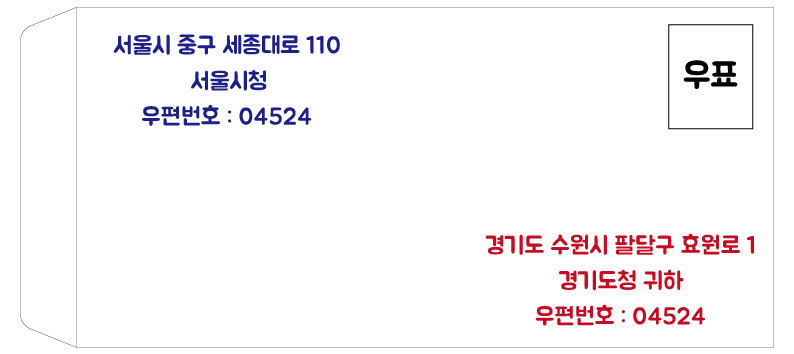 서울시 중구 세종대로 110
서울시청
우편번호 : 04524
우표
경기도 수원시 팔달구 효원로 1
경기도청 귀하
우편번호 : 04524